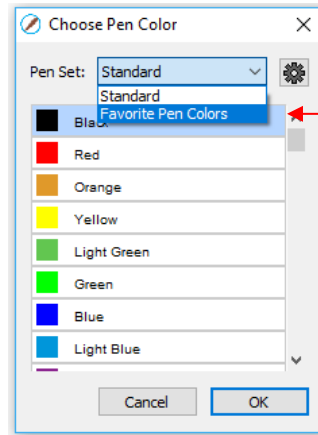 Choose Pen Color
Pen Set: Standard
Standard
Favorite Pen Colors
Black
Red
Orange
Yellow
Light Green
Green
Blue
Light Blue
Cancel OK